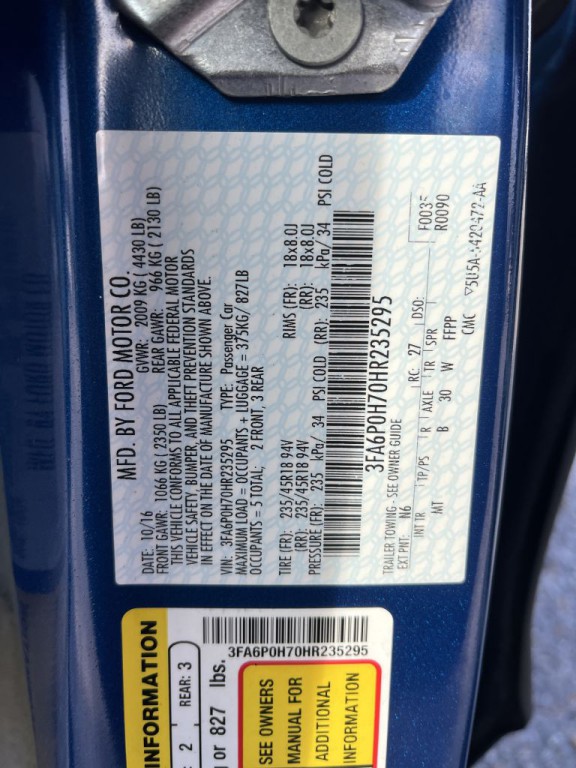 MFD. BY FORD MOTOR CO.
DATE: 10/16 GVWR: 2009 KG ( 4430 LB)
FRONT GAWR: 1066 KG ( 2350 LB) REAR GAWR: 966 KG ( 2130 LB)
THIS VEHICLE CONFORMS TO ALL APPLICABLE FEDERAL MOTOR
VEHICLE SAFETY, BUMPER, AND THEFT PREVENTION STANDARDS
IN EFFECT ON THE DATE OF MANUFACTURE SHOWN ABOVE.
VIN: 3FA6P0H70HR235295 TYPE: Passenger Car
MAXIMUM LOAD = OCCUPANTS + LUGGAGE = 375KG/ 827LB
OCCUPANTS = 5 TOTAL: 2 FRONT, 3 REAR
TIRE (FR): 235/45R18 94V RIMS (FR): 18x8.0J
(RR): 235/45R18 94V (RR): 18x8.0J
PRESSURE (FR): 235 kPa/ 34 PSI COLD (RR): 235 kPa/ 34 PSI COLD
3FA6P0H70HR235295
TRAILER TOWING - SEE OWNER GUIDE F0035
EXT PNT: N6 RC: 27 DSO: R0090
INT TR TP/PS R AXLE TR SPR
MT B 30 W FFPP
CMC
3FA6P0H70HR235295
INFORMATION
2 REAR: 3
or 827 lbs.
SEE OWNERS
MANUAL FOR
ADDITIONAL
INFORMATION